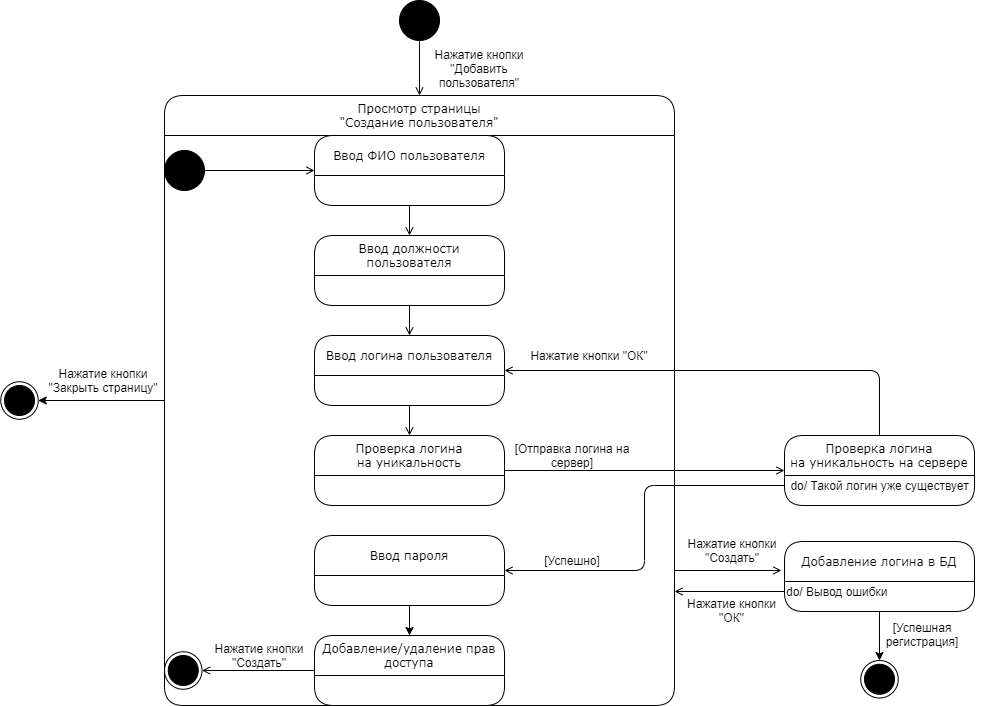 Нажатие кнопки
"Добавить
пользователя"
Просмотр страницы
"Создание пользователя"
Ввод ФИО пользователя
Ввод должности
пользователя
Ввод логина пользователя
Нажатие кнопки "ОК"
Нажатие кнопки
"Закрыть страницу"
Проверка логина
на уникальность
[Отправка логина на
сервер]
Проверка логина
на уникальность на сервере
do/ Такой логин уже существует
Ввод пароля
[Успешно]
Нажатие кнопки
"Создать"
Добавление логина в БД
do/ Вывод ошибки
Нажатие кнопки
"ОК"
[Успешная
регистрация]
Нажатие кнопки
"Создать"
Добавление/удаление прав
доступа